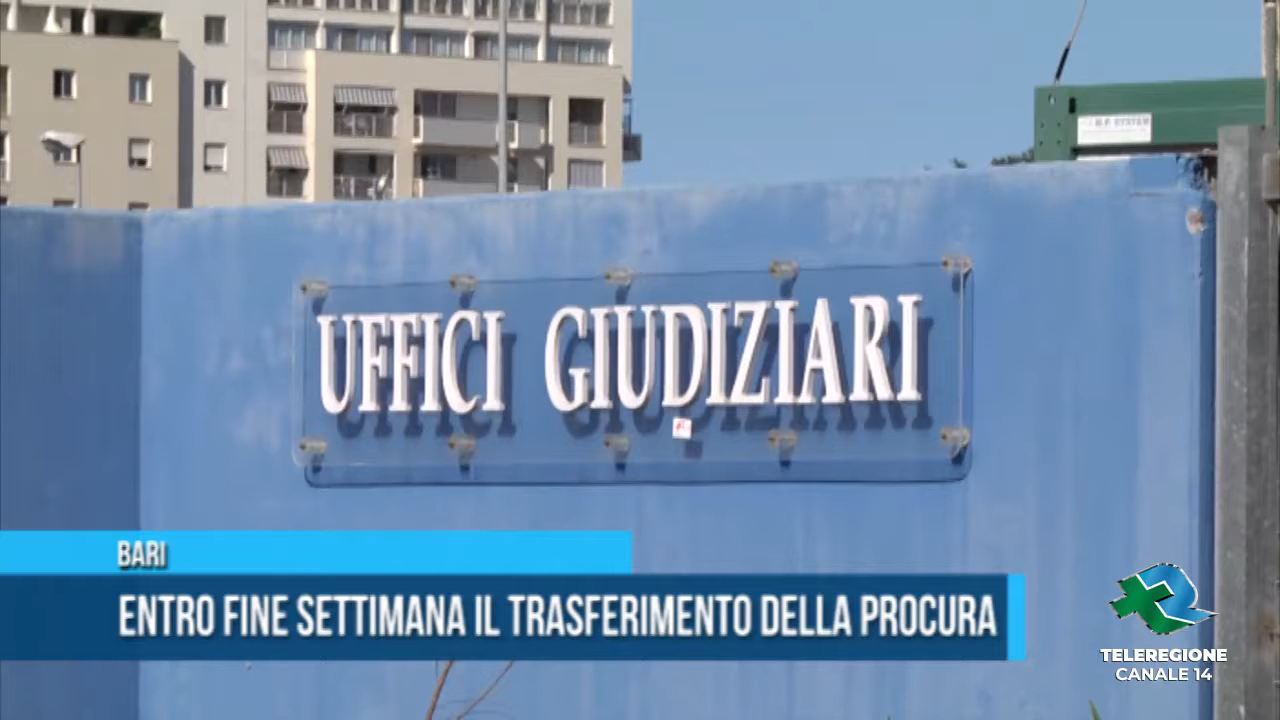 UFFICI GIUDIZIARI
BARI
ENTRO FINE SETTIMANA IL TRASFERIMENTO DELLA PROCURA
TELEREGIONE
CANALE 14